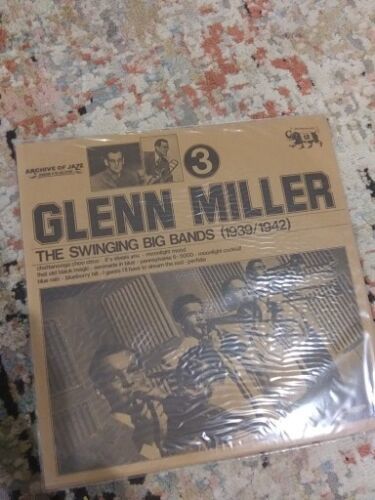 ARCHIVE OF JAZZ
3
GLENN MILLER
THE SWINGING BIG BANDS (1939/1942)
chattanooga choo choo - it's always you - moonlight mood
that old black magic - serenade in blue - pennsylvania 6-5000 - moonlight cocktail
blue rain - blueberry hill - i guess i'll have to dream the rest - perfidia